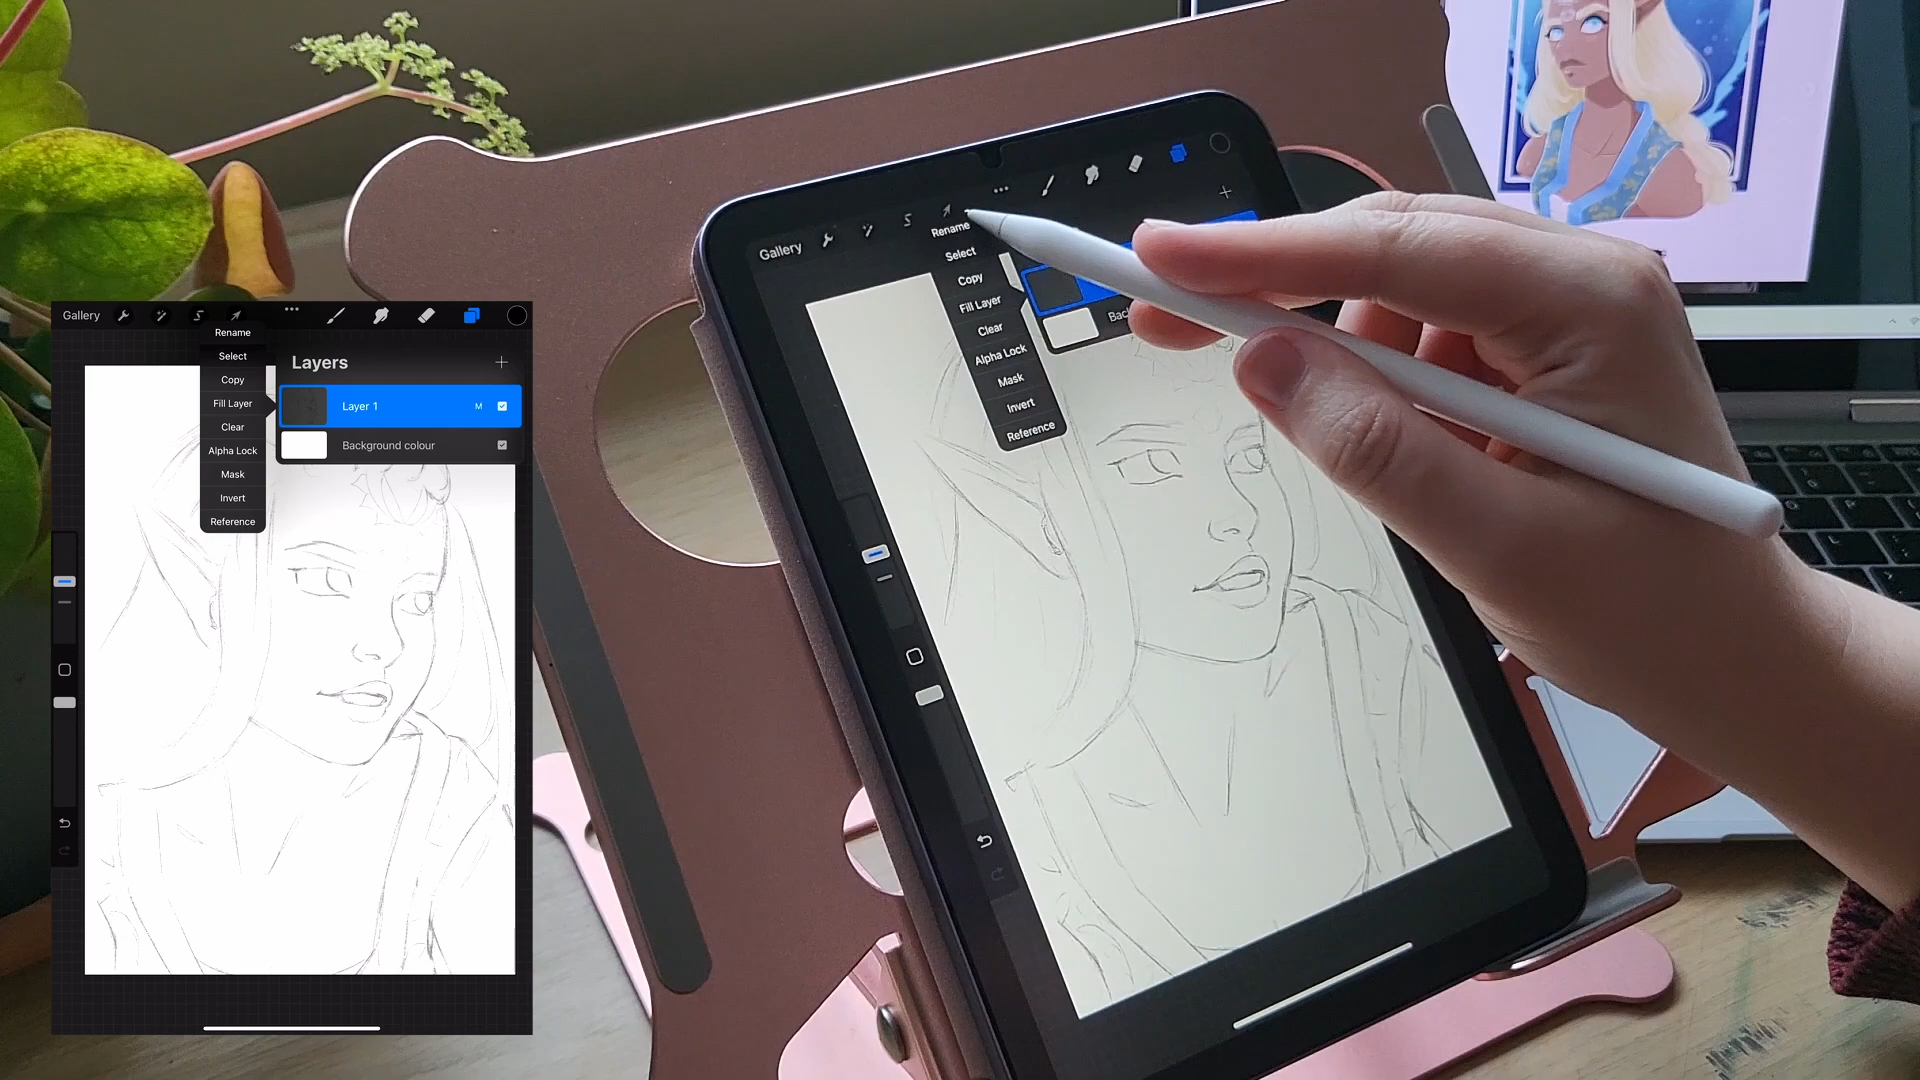 Gallery
Rename
Select
Copy
Fill Layer
Clear
Alpha Lock
Mask
Invert
Reference
Layers
Layer 1
M
Background colour
Gallery
Rename
Select
Copy
Fill Layer
Clear
Alpha Lock
Mask
Invert
Reference